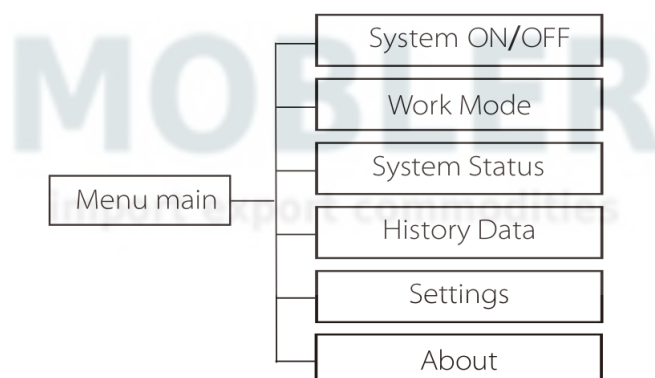 System ON/OFF
MOBLER
Work Mode
System Status
Menu main
import export commodities
History Data
Settings
About